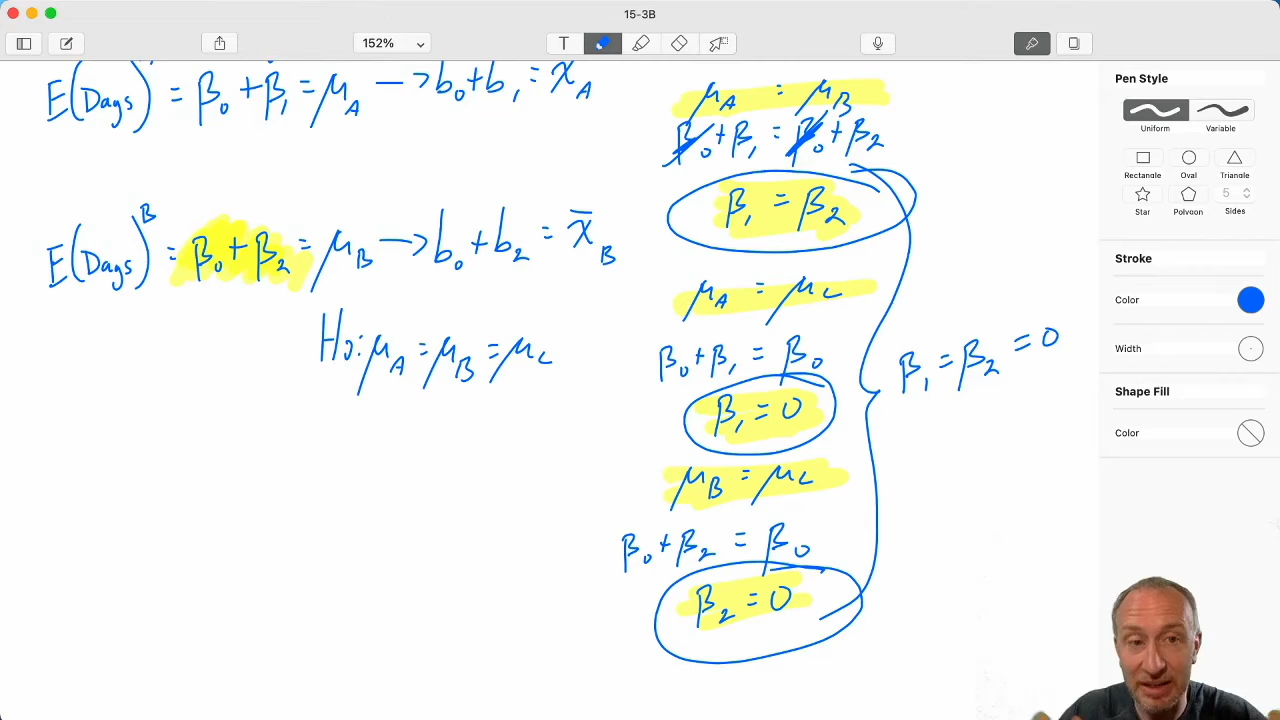 15-3B
152%
T
E(Days) = β₀ + β₁ = μ_A → b₀ + b₁ = x̄_A
E(Days)^B = β₀ + β₂ = μ_B → b₀ + b₂ = x̄_B
H₀: μ_A = μ_B = μ_C
μ_A = μ_B
β₀ + β₁ = β₀ + β₂
β₁ = β₂
μ_A = μ_C
β₀ + β₁ = β₀
β₁ = 0
μ_B = μ_C
β₀ + β₂ = β₀
β₂ = 0
β₁ = β₂ = 0
Pen Style
Uniform
Variable
Rectangle
Oval
Triangle
Star
Polygon
5
Sides
Stroke
Color
Width
Shape Fill
Color